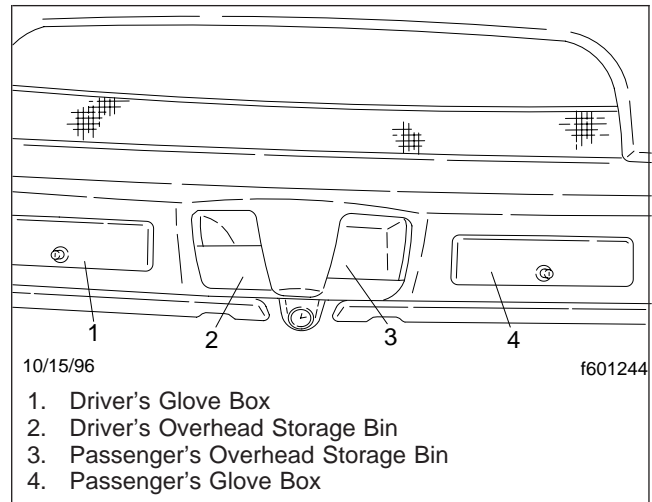 1 2 3 4
10/15/96 f601244
1. Driver's Glove Box
2. Driver's Overhead Storage Bin
3. Passenger's Overhead Storage Bin
4. Passenger's Glove Box